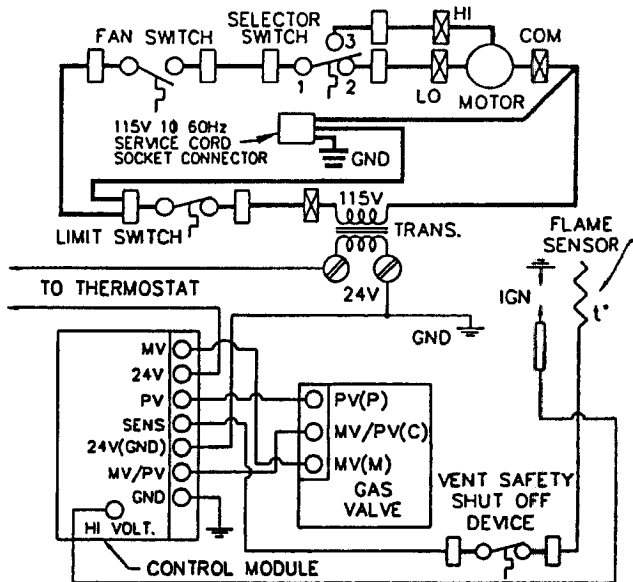 FAN SWITCH
SELECTOR
SWITCH
HI
3
COM
1
2
LO
MOTOR
115V 10 60Hz
SERVICE CORD
SOCKET CONNECTOR
GND
115V
LIMIT SWITCH
TRANS.
FLAME
SENSOR
24V
TO THERMOSTAT
IGN
t°
GND
MV
24V
PV
SENS
24V(GND)
MV/PV
GND
HI VOLT.
PV(P)
MV/PV(C)
MV(M)
GAS
VALVE
VENT SAFETY
SHUT OFF
DEVICE
CONTROL MODULE